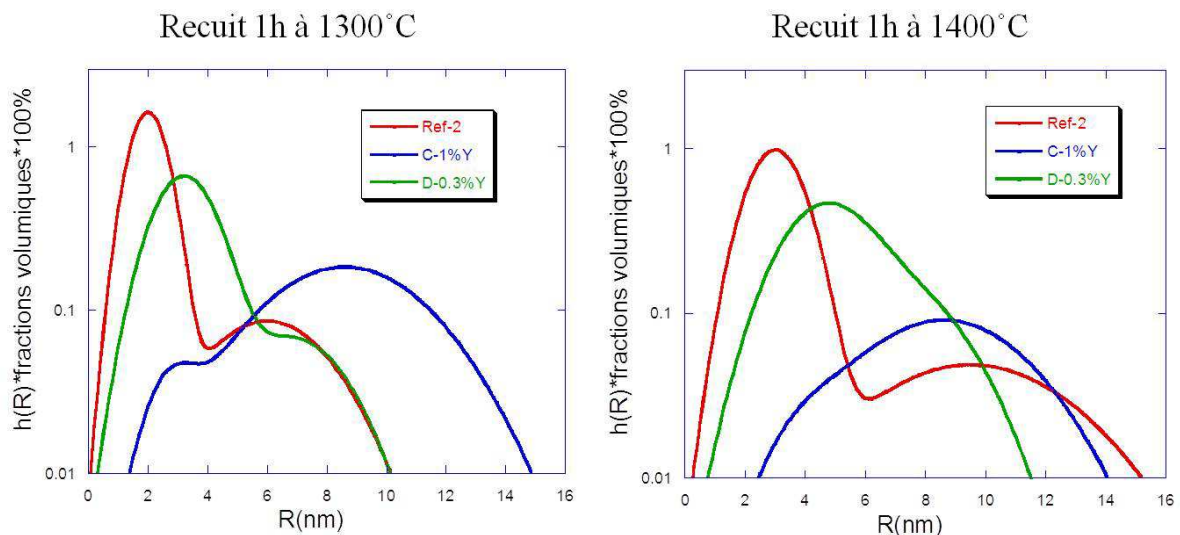 Recuit 1h à 1300˚C
h(R)*fractions volumiques*100%
1
0.1
0.01
0 2 4 6 8 10 12 14 16
R(nm)
Ref-2
C-1%Y
D-0.3%Y
Recuit 1h à 1400˚C
h(R)*fractions volumiques*100%
1
0.1
0.01
0 2 4 6 8 10 12 14 16
R(nm)
Ref-2
C-1%Y
D-0.3%Y